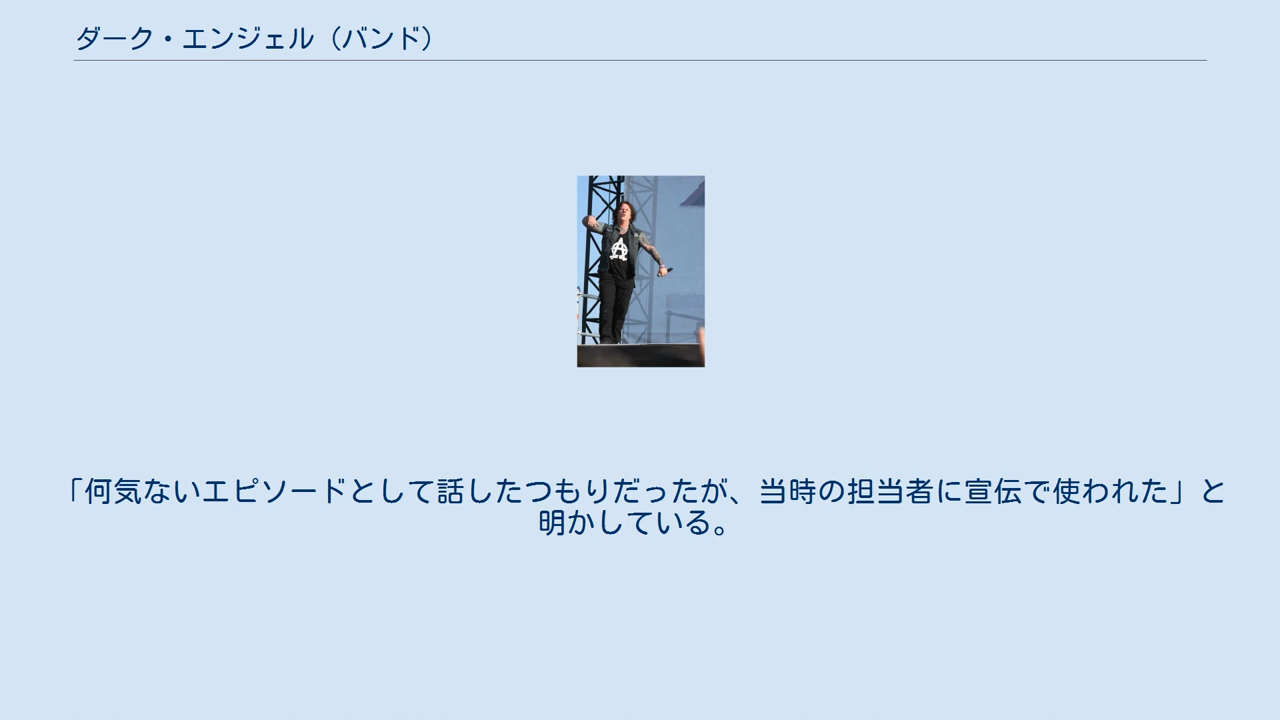 ダーク・エンジェル（バンド）
「何気ないエピソードとして話したつもりだったが、当時の担当者に宣伝で使われた」と
明かしている。